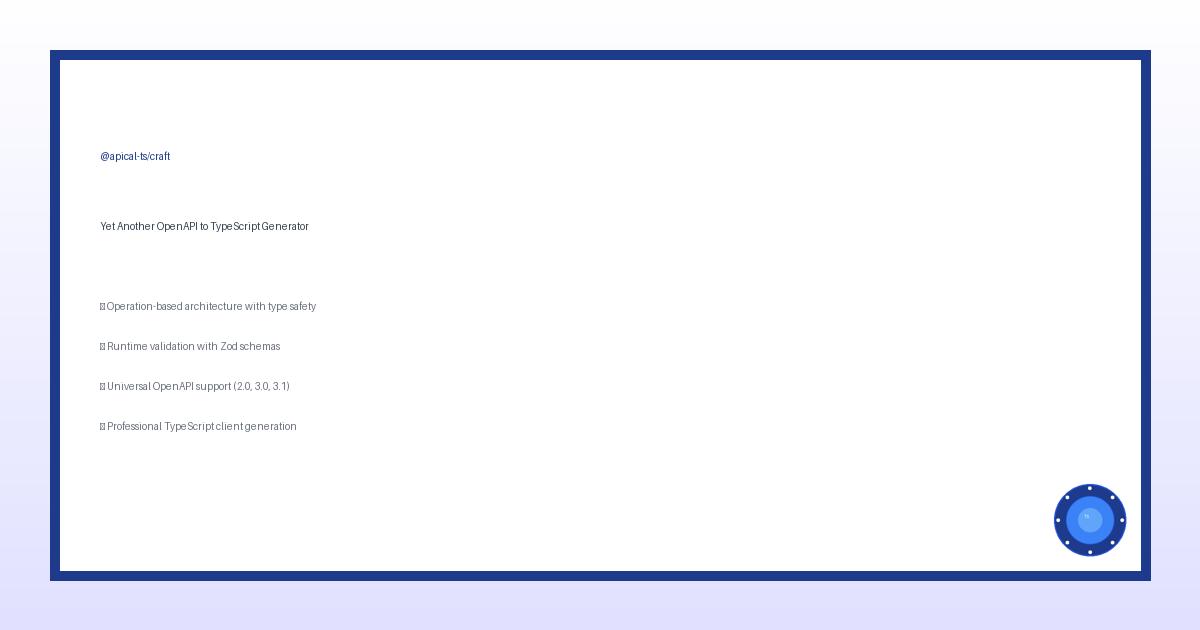 @apical-ts/craft
Yet Another OpenAPI to TypeScript Generator
Operation-based architecture with type safety
Runtime validation with Zod schemas
Universal OpenAPI support (2.0, 3.0, 3.1)
Professional TypeScript client generation